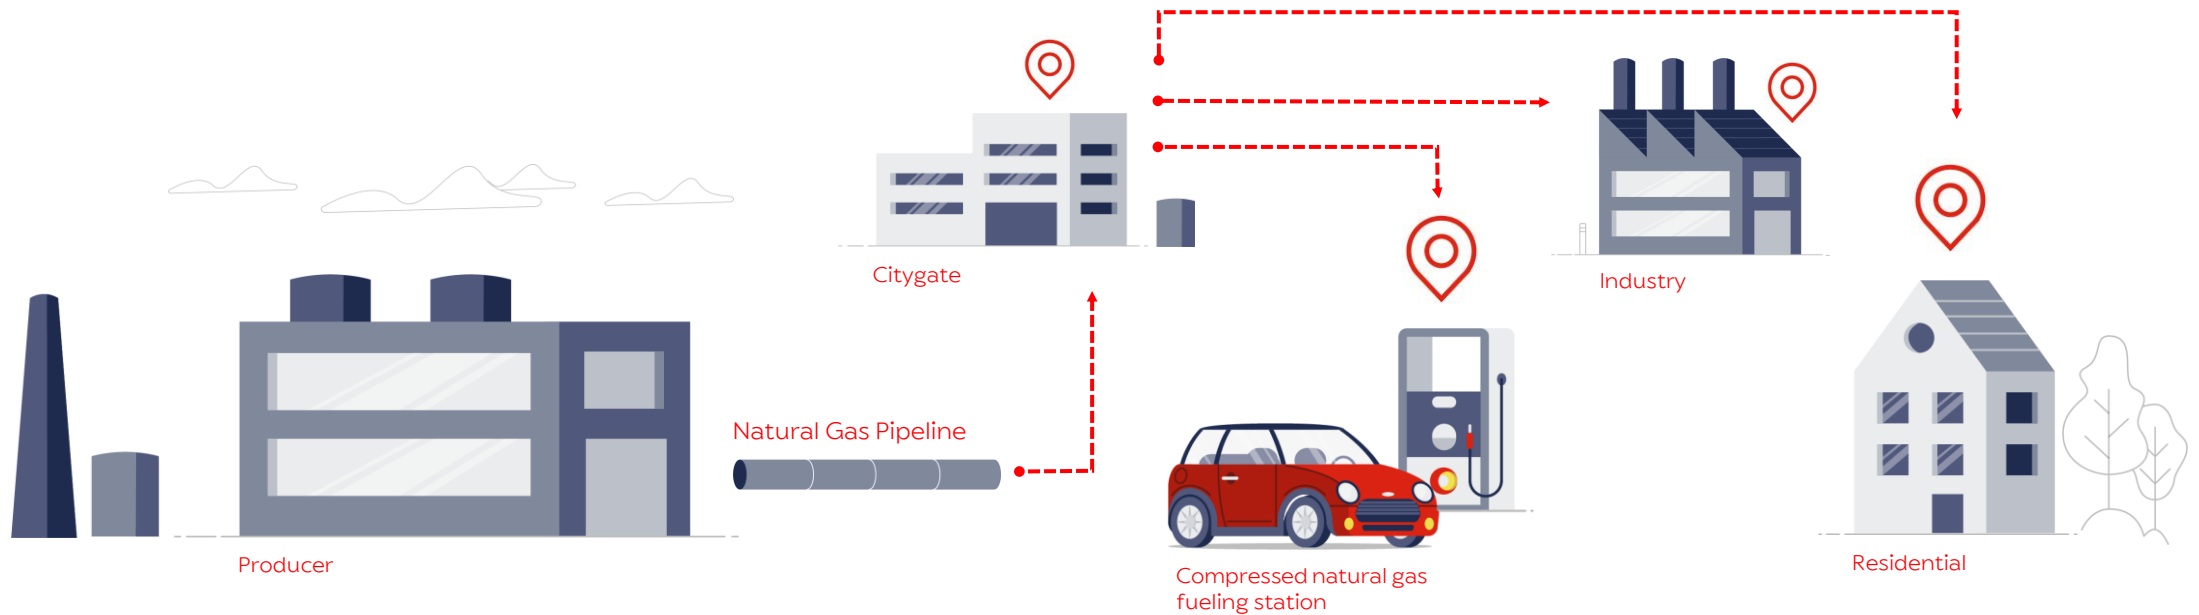 Citygate
Industry
Natural Gas Pipeline
Producer
Compressed natural gas
fueling station
Residential